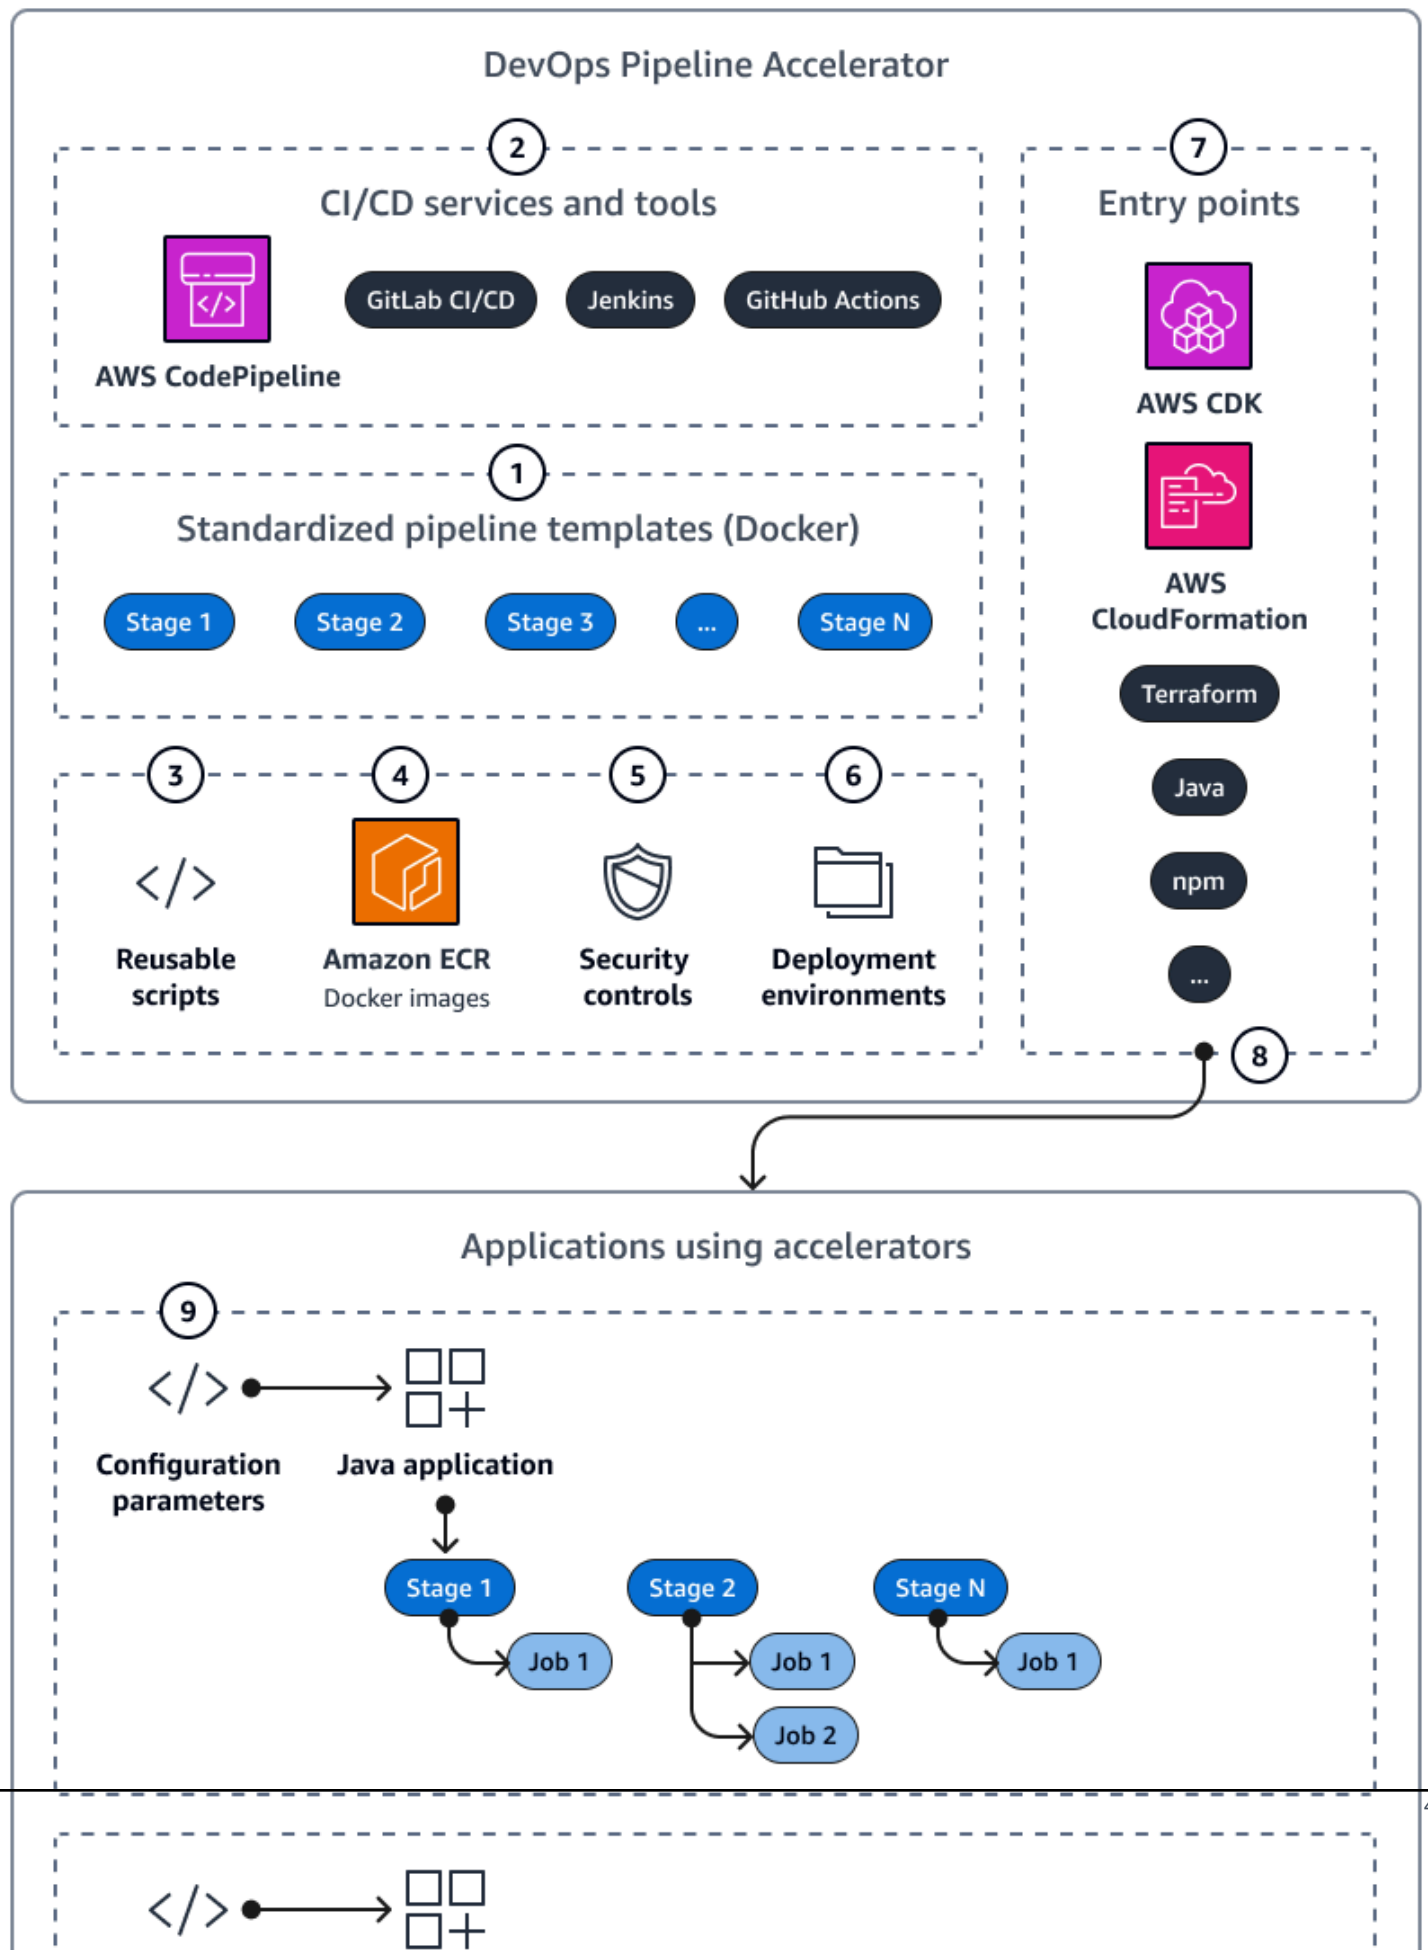 DevOps Pipeline Accelerator
2
CI/CD services and tools
AWS CodePipeline
GitLab CI/CD
Jenkins
GitHub Actions
1
Standardized pipeline templates (Docker)
Stage 1
Stage 2
Stage 3
...
Stage N
3
Reusable
scripts
4
Amazon ECR
Docker images
5
Security
controls
6
Deployment
environments
7
Entry points
AWS CDK
AWS
CloudFormation
Terraform
Java
npm
...
8
Applications using accelerators
9
</>
Configuration
parameters
Java application
Stage 1
Job 1
Stage 2
Job 1
Job 2
Stage N
Job 1